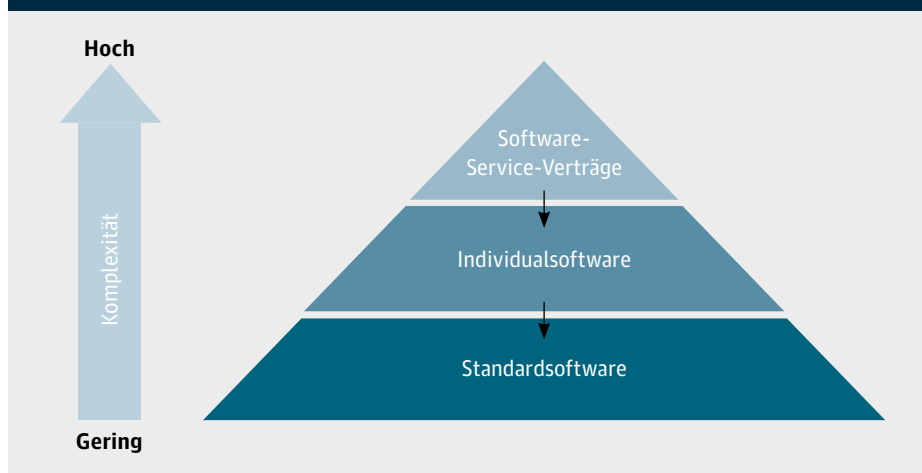 Hoch
Komplexität
Gering
Software-
Service-Verträge
Individualsoftware
Standardsoftware